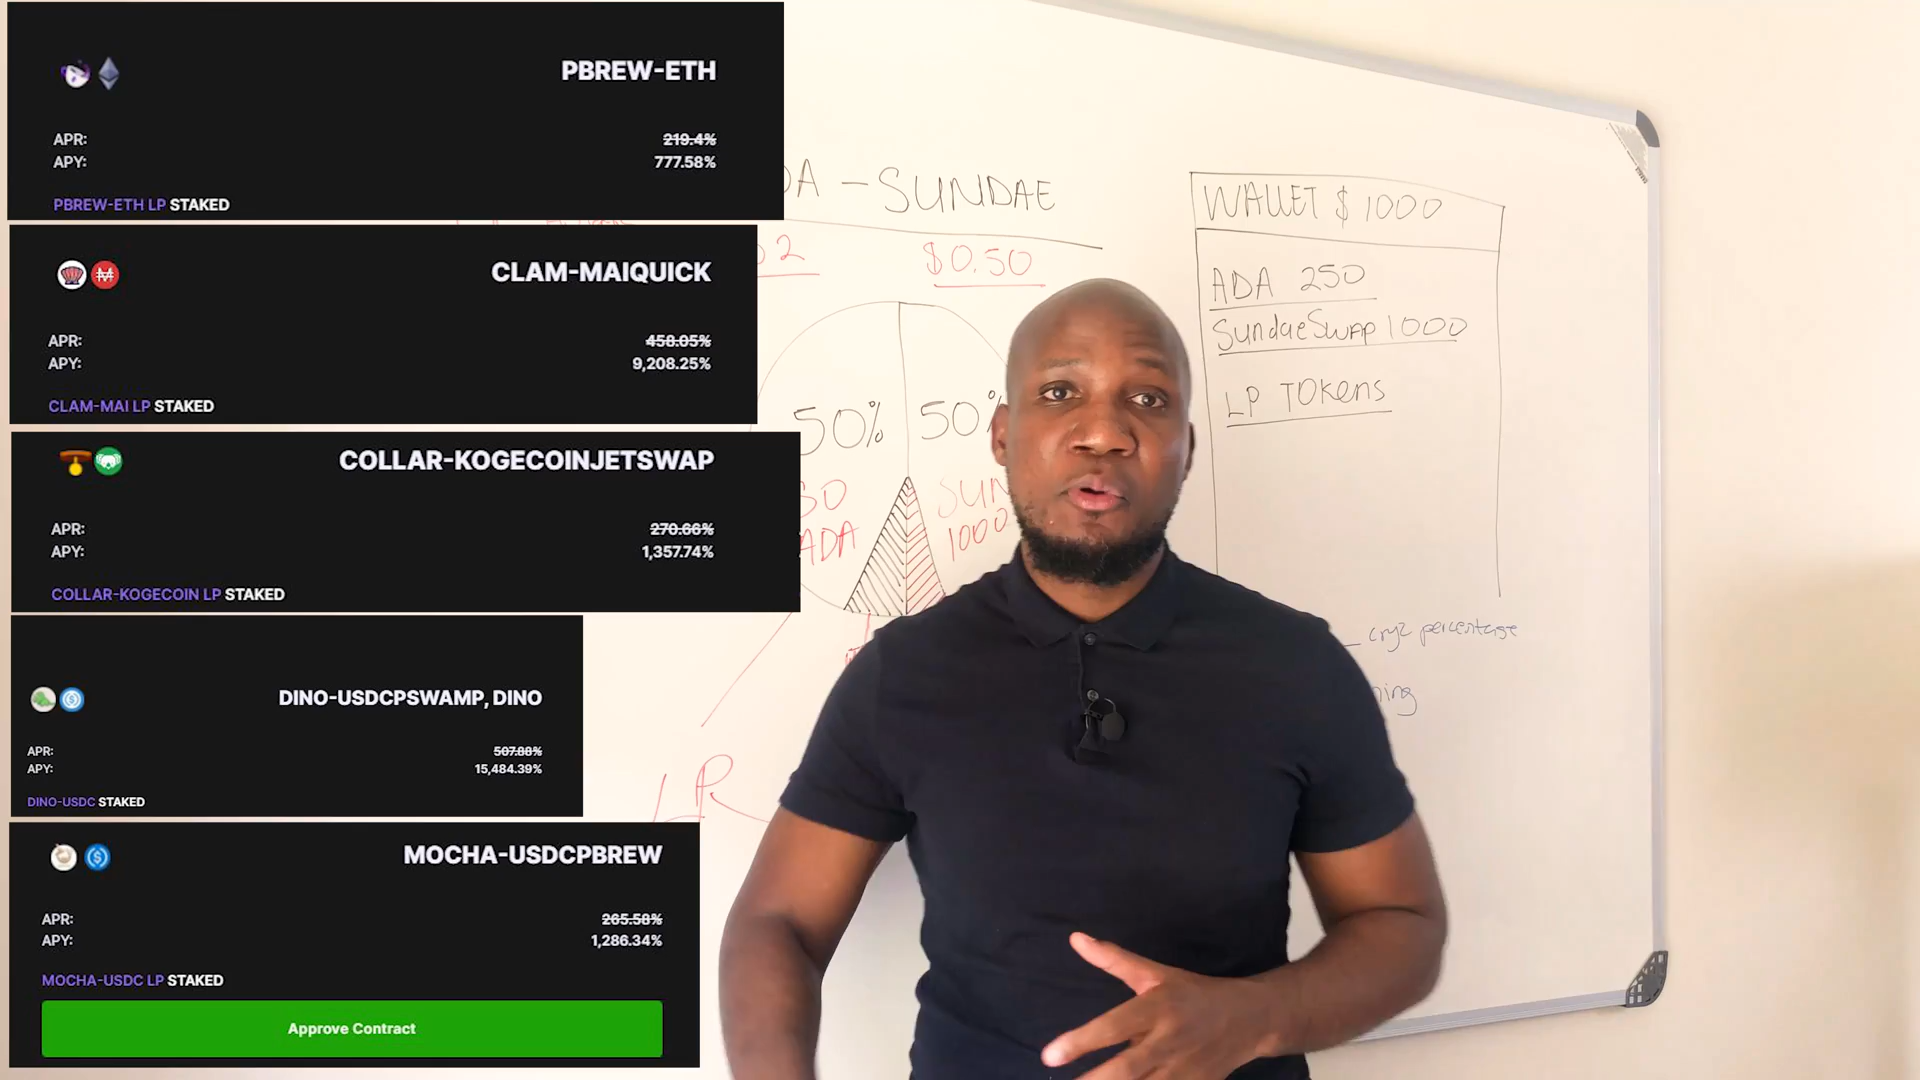 PBREW-ETH
APR: 219.4%
APY: 777.58%
PBREW-ETH LP STAKED
CLAM-MAIQUICK
APR: 458.05%
APY: 9,208.25%
CLAM-MAI LP STAKED
COLLAR-KOGECOINJETSWAP
APR: 270.66%
APY: 1,357.74%
COLLAR-KOGECOIN LP STAKED
DINO-USDCPSWAMP, DINO
APR: 507.88%
APY: 15,484.39%
DINO-USDC STAKED
MOCHA-USDCPBREW
APR: 265.58%
APY: 1,286.34%
MOCHA-USDC LP STAKED
Approve Contract
DA - SUNDAE
2 $0.50
50% 50%
ADA 1000
LP
WALLET $1000
ADA 250
SundaeSwap 1000
LP TOKens
percentage